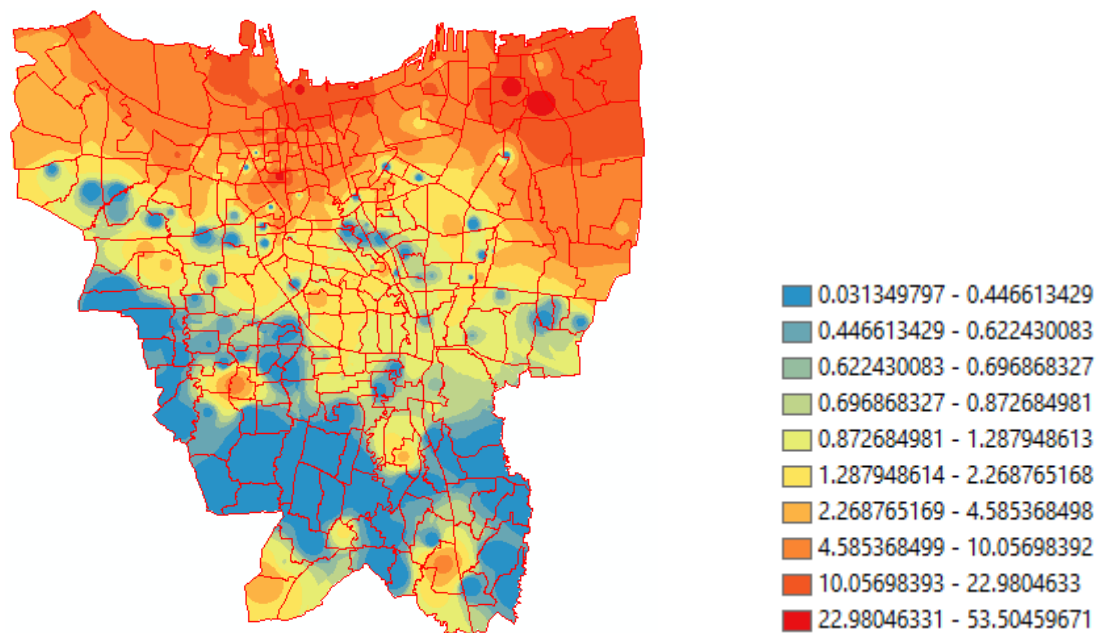 0.031349797 - 0.446613429
0.446613429 - 0.622430083
0.622430083 - 0.696868327
0.696868327 - 0.872684981
0.872684981 - 1.287948613
1.287948614 - 2.268765168
2.268765169 - 4.585368498
4.585368499 - 10.05698392
10.05698393 - 22.9804633
22.98046331 - 53.50459671